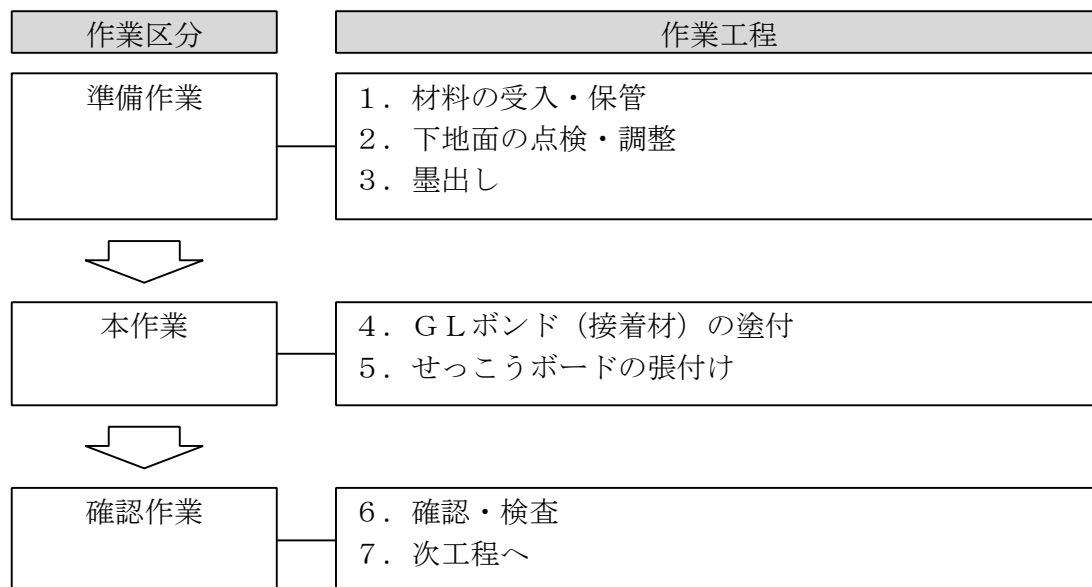 作業区分
作業工程
準備作業
１．材料の受入・保管
２．下地面の点検・調整
３．墨出し
本作業
４．ＧＬボンド（接着材）の塗付
５．せっこうボードの張付け
確認作業
６．確認・検査
７．次工程へ